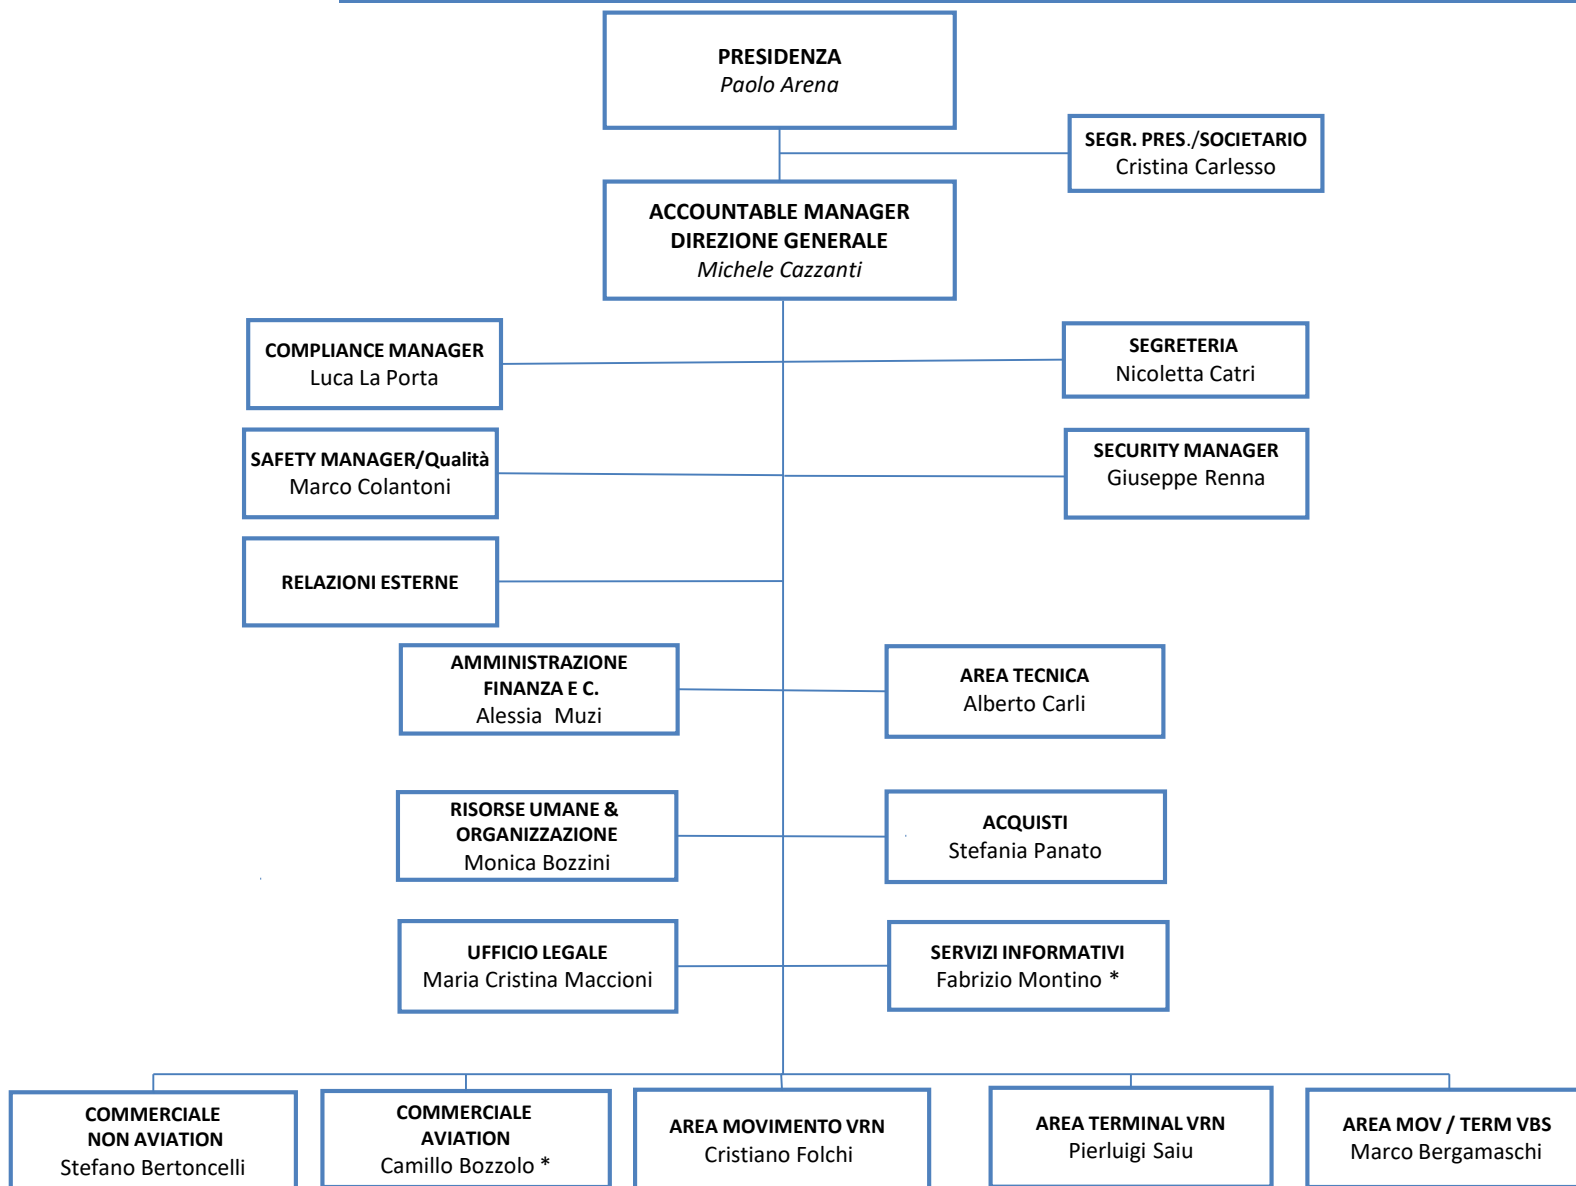 PRESIDENZA
Paolo Arena
SEGR. PRES./SOCIETARIO
Cristina Carlesso
ACCOUNTABLE MANAGER
DIREZIONE GENERALE
Michele Cazzanti
COMPLIANCE MANAGER
Luca La Porta
SEGRETERIA
Nicoletta Catri
SAFETY MANAGER/Qualità
Marco Colantoni
SECURITY MANAGER
Giuseppe Renna
RELAZIONI ESTERNE
AMMINISTRAZIONE
FINANZA E C.
Alessia Muzi
AREA TECNICA
Alberto Carli
RISORSE UMANE &
ORGANIZZAZIONE
Monica Bozzini
ACQUISTI
Stefania Panato
UFFICIO LEGALE
Maria Cristina Maccioni
SERVIZI INFORMATIVI
Fabrizio Montino *
COMMERCIALE
NON AVIATION
Stefano Bertoncelli
COMMERCIALE
AVIATION
Camillo Bozzolo *
AREA MOVIMENTO VRN
Cristiano Folchi
AREA TERMINAL VRN
Pierluigi Saiu
AREA MOV / TERM VBS
Marco Bergamaschi